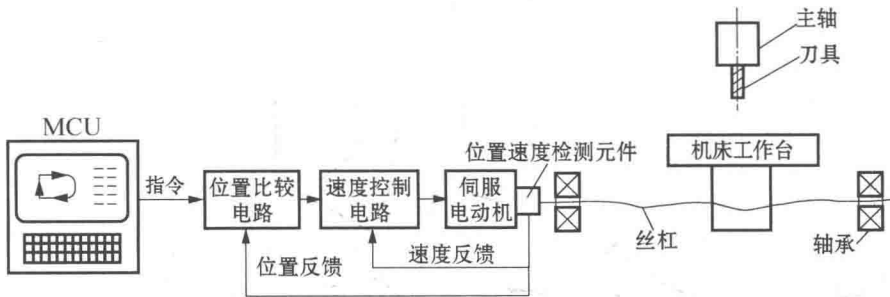 主轴
刀具
MCU
位置速度检测元件
机床工作台
指令
位置比较
电路
速度控制
电路
伺服
电动机
丝杠
轴承
位置反馈
速度反馈